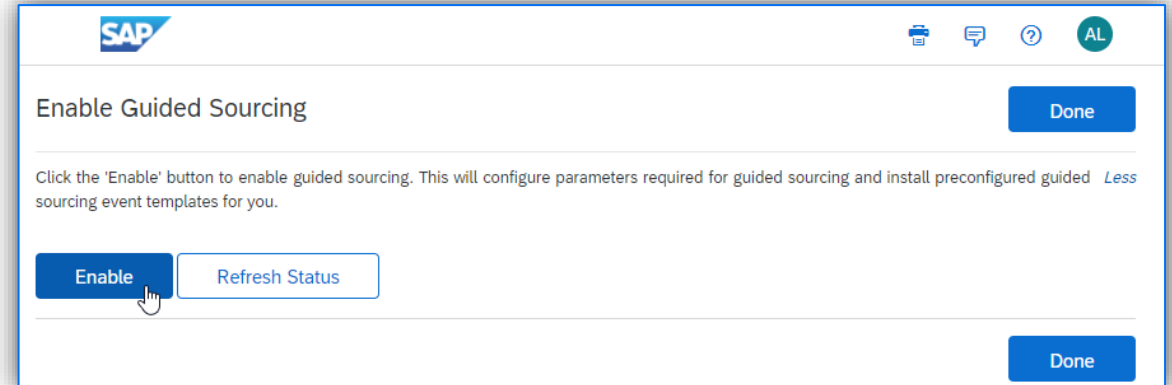 SAP
AL
Enable Guided Sourcing
Done
Click the 'Enable' button to enable guided sourcing. This will configure parameters required for guided sourcing and install preconfigured guided Less
sourcing event templates for you.
Enable
Refresh Status
Done